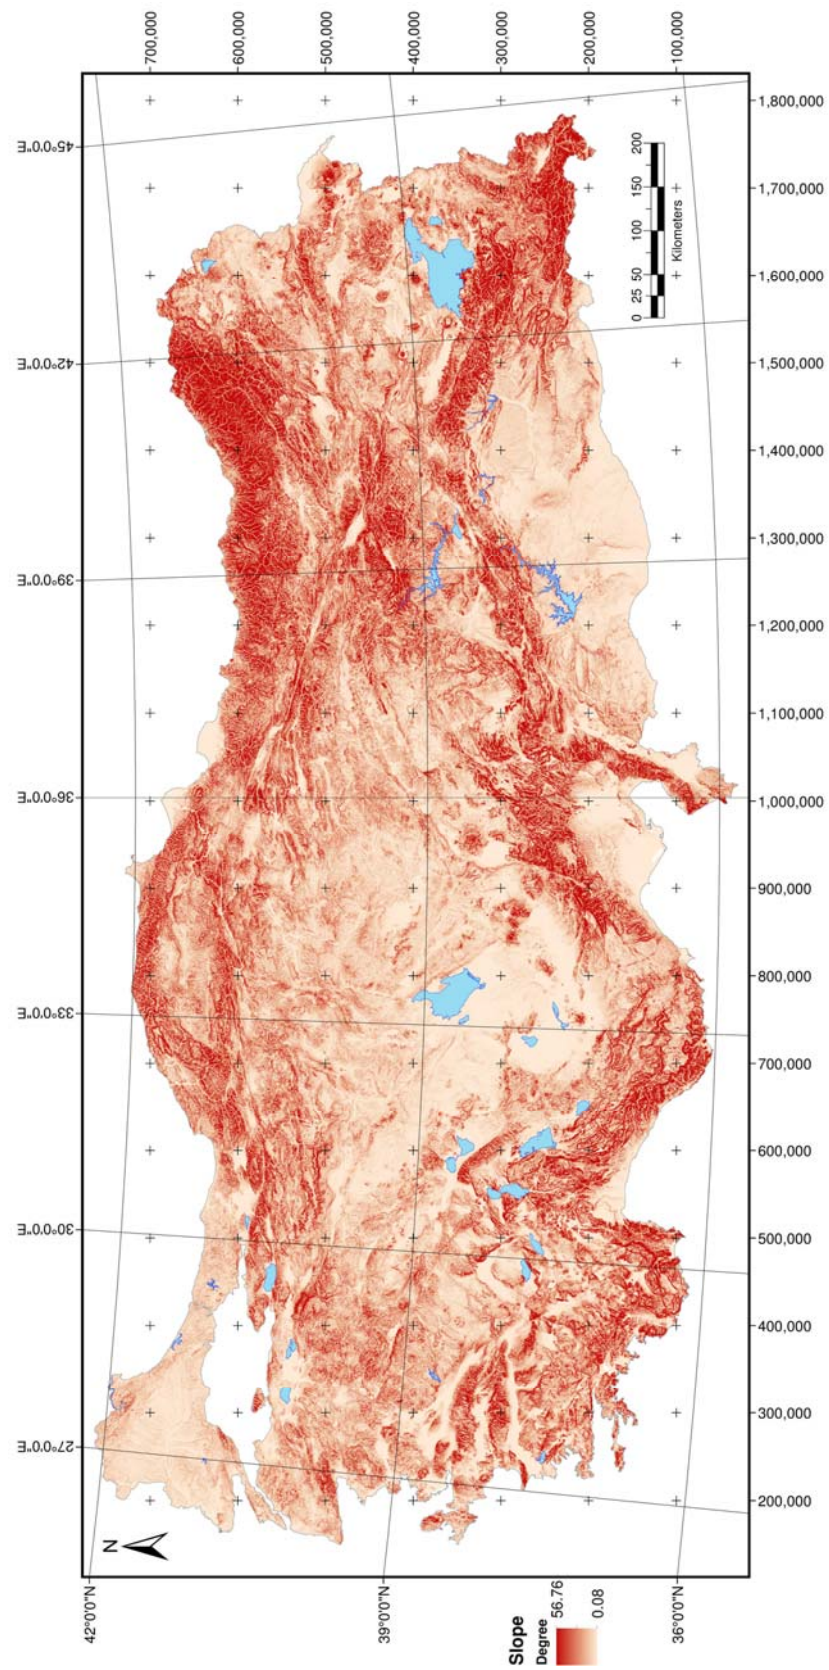 27°0'0"E
30°0'0"E
33°0'0"E
36°0'0"E
39°0'0"E
42°0'0"E
45°0'0"E
42°0'0"N
39°0'0"N
36°0'0"N
N
700,000
600,000
500,000
400,000
300,000
200,000
100,000
0 25 50 100 150 200
Kilometers
Slope
Degree
56.76
0.08
200,000
300,000
400,000
500,000
600,000
700,000
800,000
900,000
1,000,000
1,100,000
1,200,000
1,300,000
1,400,000
1,500,000
1,600,000
1,700,000
1,800,000